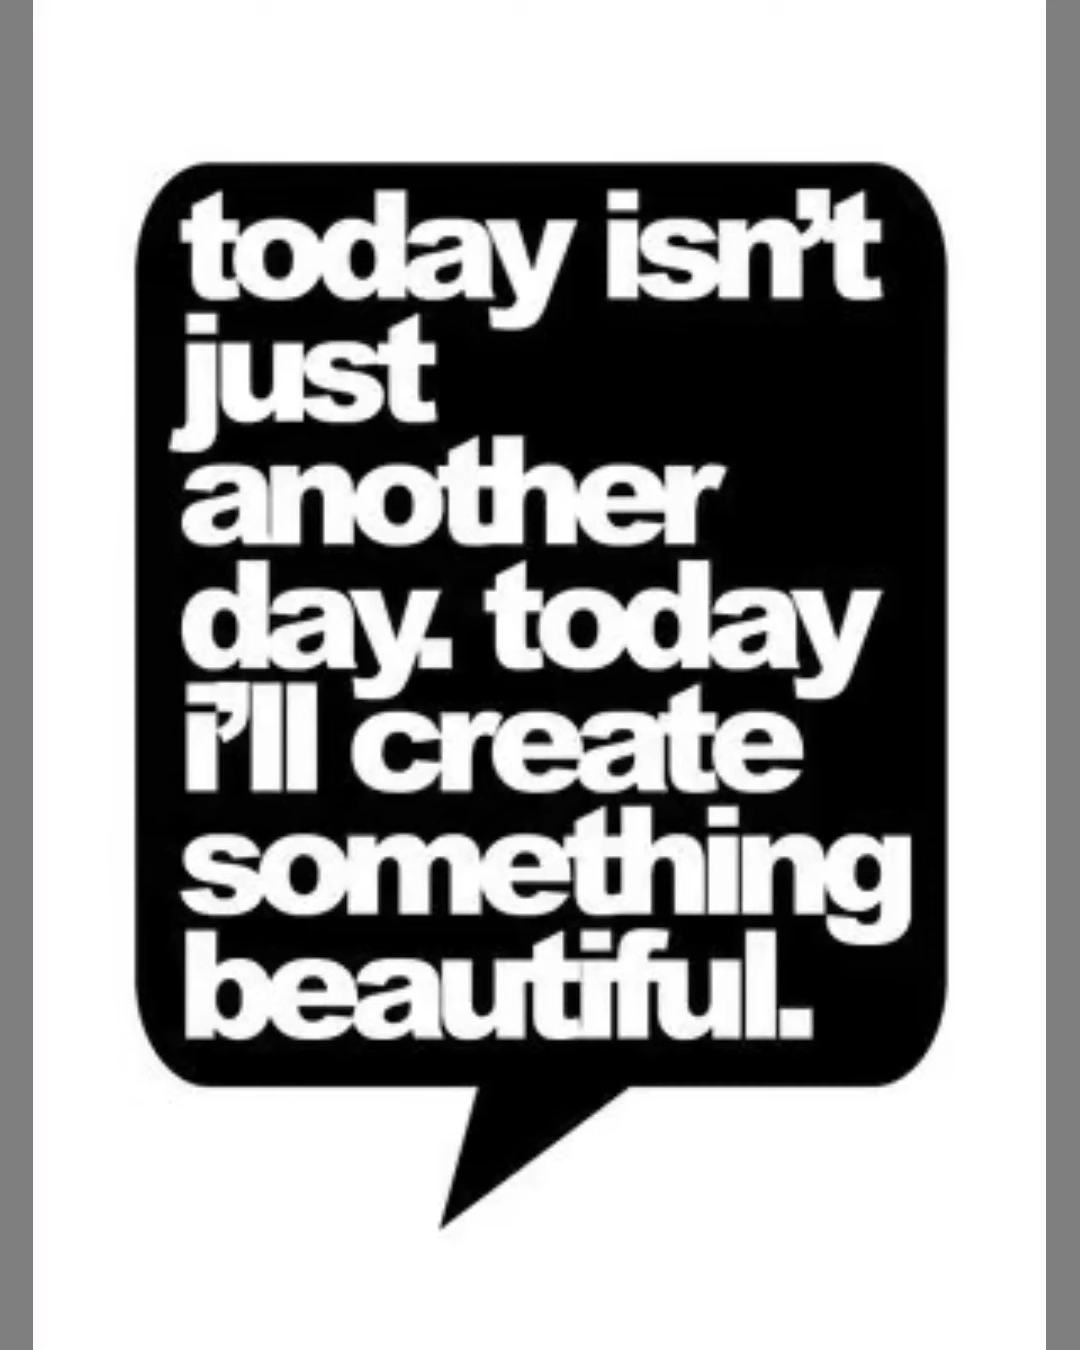 today isn't
just
another
day. today
i'll create
something
beautiful.